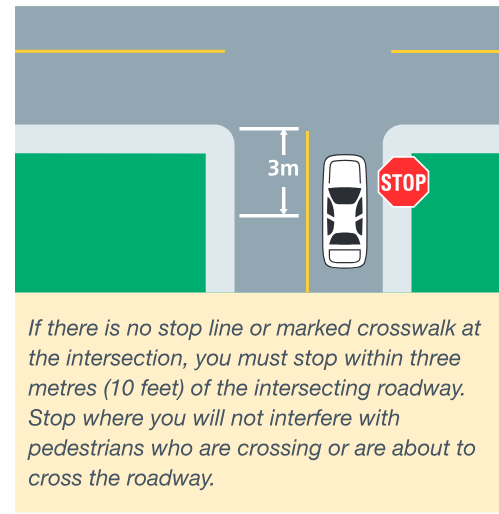 3m
STOP
If there is no stop line or marked crosswalk at
the intersection, you must stop within three
metres (10 feet) of the intersecting roadway.
Stop where you will not interfere with
pedestrians who are crossing or are about to
cross the roadway.